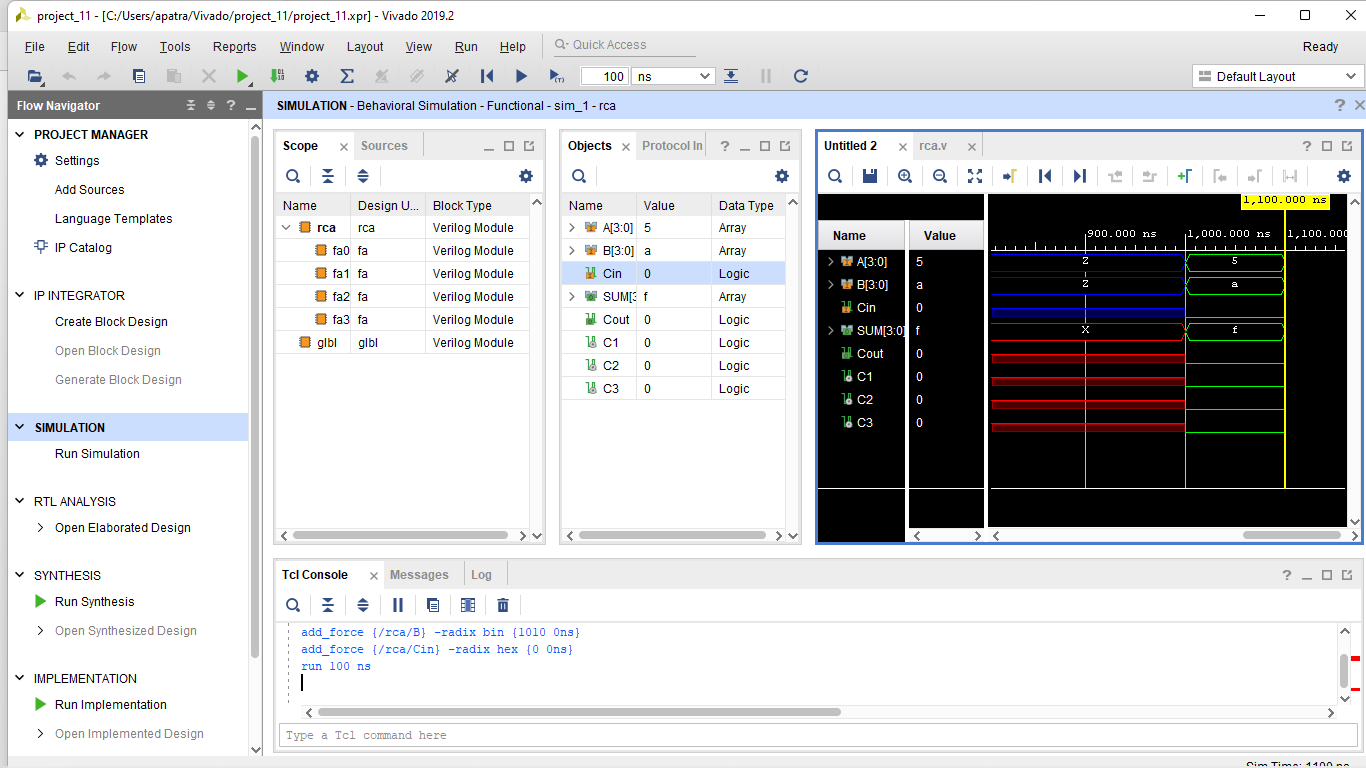 project_11 - [C:/Users/apatra/Vivado/project_11/project_11.xpr] - Vivado 2019.2
File Edit Flow Tools Reports Window Layout View Run Help Quick Access Ready
100 ns Default Layout
Flow Navigator
PROJECT MANAGER
Settings
Add Sources
Language Templates
IP Catalog
IP INTEGRATOR
Create Block Design
Open Block Design
Generate Block Design
SIMULATION
Run Simulation
RTL ANALYSIS
Open Elaborated Design
SYNTHESIS
Run Synthesis
Open Synthesized Design
IMPLEMENTATION
Run Implementation
Open Implemented Design
SIMULATION - Behavioral Simulation - Functional - sim_1 - rca
Scope Sources
Name Design U... Block Type
rca rca Verilog Module
fa0 fa Verilog Module
fa1 fa Verilog Module
fa2 fa Verilog Module
fa3 fa Verilog Module
glbl glbl Verilog Module
Objects Protocol In
Name Value Data Type
A[3:0] 5 Array
B[3:0] a Array
Cin 0 Logic
SUM[3 f Array
Cout 0 Logic
C1 0 Logic
C2 0 Logic
C3 0 Logic
Untitled 2 rca.v
1,100.000 ns
Name Value 900.000 ns 1,000.000 ns 1,100.000
A[3:0] 5 Z 5
B[3:0] a Z a
Cin 0
SUM[3:0] f X f
Cout 0
C1 0
C2 0
C3 0
Tcl Console Messages Log
add_force {/rca/B} -radix bin {1010 0ns}
add_force {/rca/Cin} -radix hex {0 0ns}
run 100 ns
Type a Tcl command here
Sim Time: 1100 ns